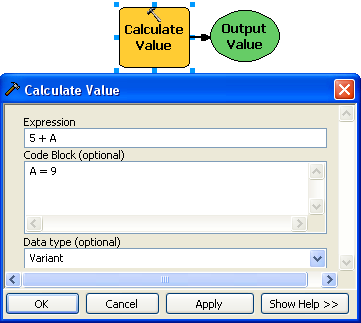 Calculate
Value
Output
Value
Calculate Value
Expression
5 + A
Code Block (optional)
A = 9
Data type (optional)
Variant
OK
Cancel
Apply
Show Help >>